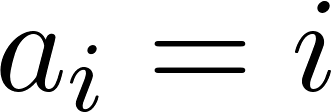 a_i = i